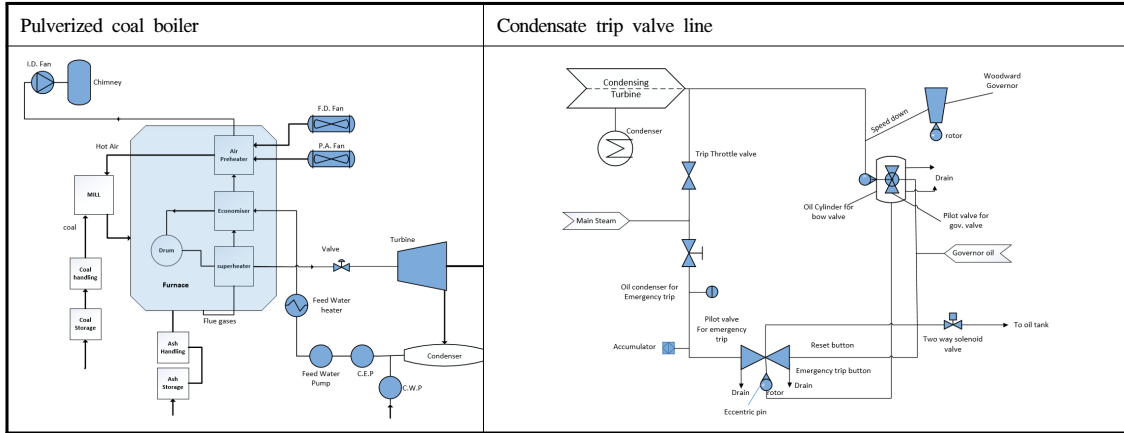 Pulverized coal boiler
Condensate trip valve line
I.D. Fan
Chimney
F.D. Fan
P.A. Fan
Hot Air
Air
Preheater
MILL
Economiser
coal
Drum
superheater
Valve
Turbine
Furnace
Coal
handling
Coal
Storage
Flue gases
Feed Water
heater
Ash
Handling
Ash
Storage
Feed Water
Pump
C.E.P
Condenser
C.W.P
Condensing
Turbine
Condenser
Woodward
Governor
Speed down
rotor
Trip Throttle valve
Drain
Oil Cylinder for
bow valve
Pilot valve for
gov. valve
Main Steam
Governor oil
Oil condenser for
Emergency trip
Pilot valve
For emergency
trip
To oil tank
Accumulator
Reset button
Two way solenoid
valve
Emergency trip button
Drain
Drain
rotor
Eccentric pin